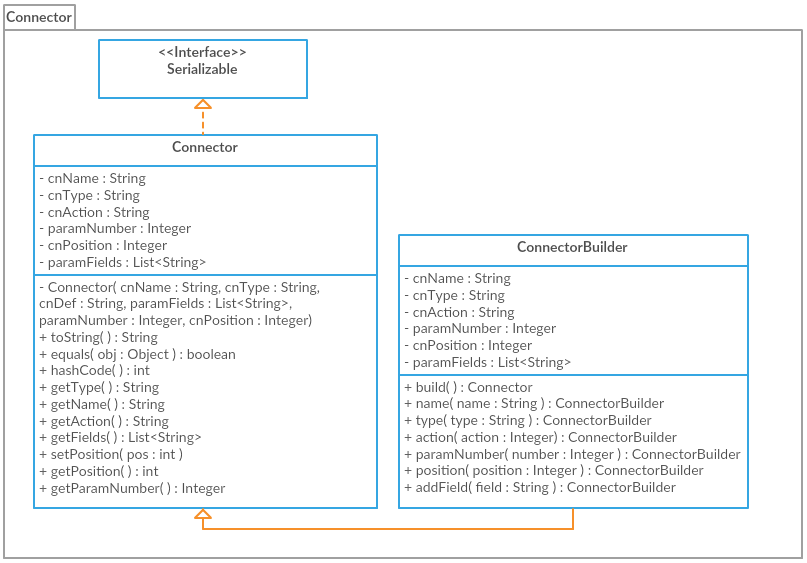 Connector
<<Interface>>
Serializable
Connector
- cnName : String
- cnType : String
- cnAction : String
- paramNumber : Integer
- cnPosition : Integer
- paramFields : List<String>
- Connector( cnName : String, cnType : String,
cnDef : String, paramFields : List<String>,
paramNumber : Integer, cnPosition : Integer)
+ toString( ) : String
+ equals( obj : Object ) : boolean
+ hashCode( ) : int
+ getType( ) : String
+ getName( ) : String
+ getAction( ) : String
+ getFields( ) : List<String>
+ setPosition( pos : int )
+ getPosition( ) : int
+ getParamNumber( ) : Integer
ConnectorBuilder
- cnName : String
- cnType : String
- cnAction : String
- paramNumber : Integer
- cnPosition : Integer
- paramFields : List<String>
+ build( ) : Connector
+ name( name : String ) : ConnectorBuilder
+ type( type : String ) : ConnectorBuilder
+ action( action : Integer) : ConnectorBuilder
+ paramNumber( number : Integer ) : ConnectorBuilder
+ position( position : Integer ) : ConnectorBuilder
+ addField( field : String ) : ConnectorBuilder